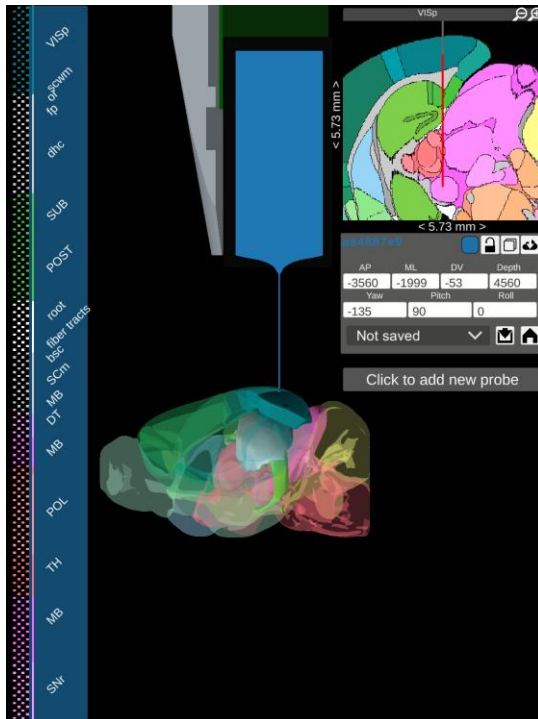 VISp
scwm
or
fp
dhc
SUB
POST
root
fiber tracts
bsc
SCm
MB
DT
MB
POL
TH
MB
SNr
VISp
< 5.73 mm >
< 5.73 mm >
AP ML DV Depth
-3560 -1999 -53 4560
Yaw Pitch Roll
-135 90 0
Not saved
Click to add new probe